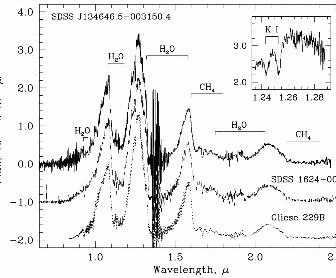 4.0
SDSS J134646.5-003150.4
H₂O
H₂O
3.0
K I
3.0
2.0
1.24 1.26 1.28
2.0
CH₄
1.0
H₂O
H₂O
CH₄
0.0
SDSS 1624-00
-1.0
Gliese 229B
-2.0
1.0 1.5 2.0 2.5
Wavelength, μ